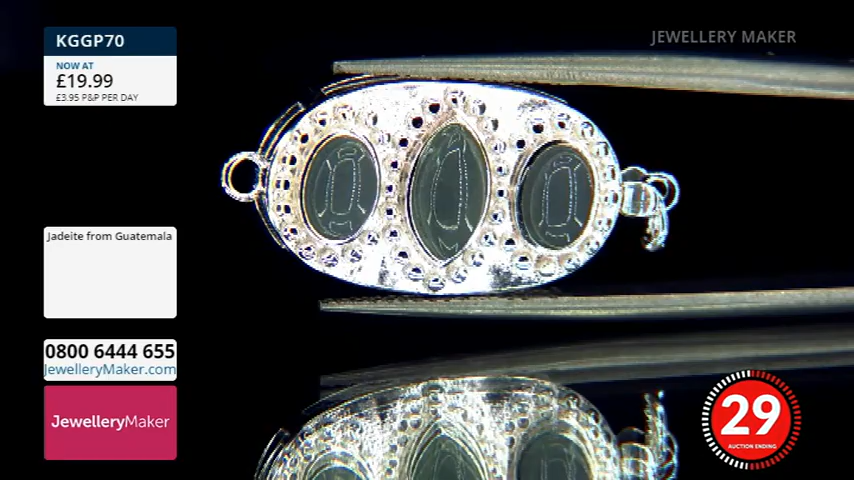 KGGP70
NOW AT
£19.99
£3.95 P&P PER DAY
JEWELLERY MAKER
Jadeite from Guatemala
0800 6444 655
JewelleryMaker.com
JewelleryMaker
29
AUCTION ENDING